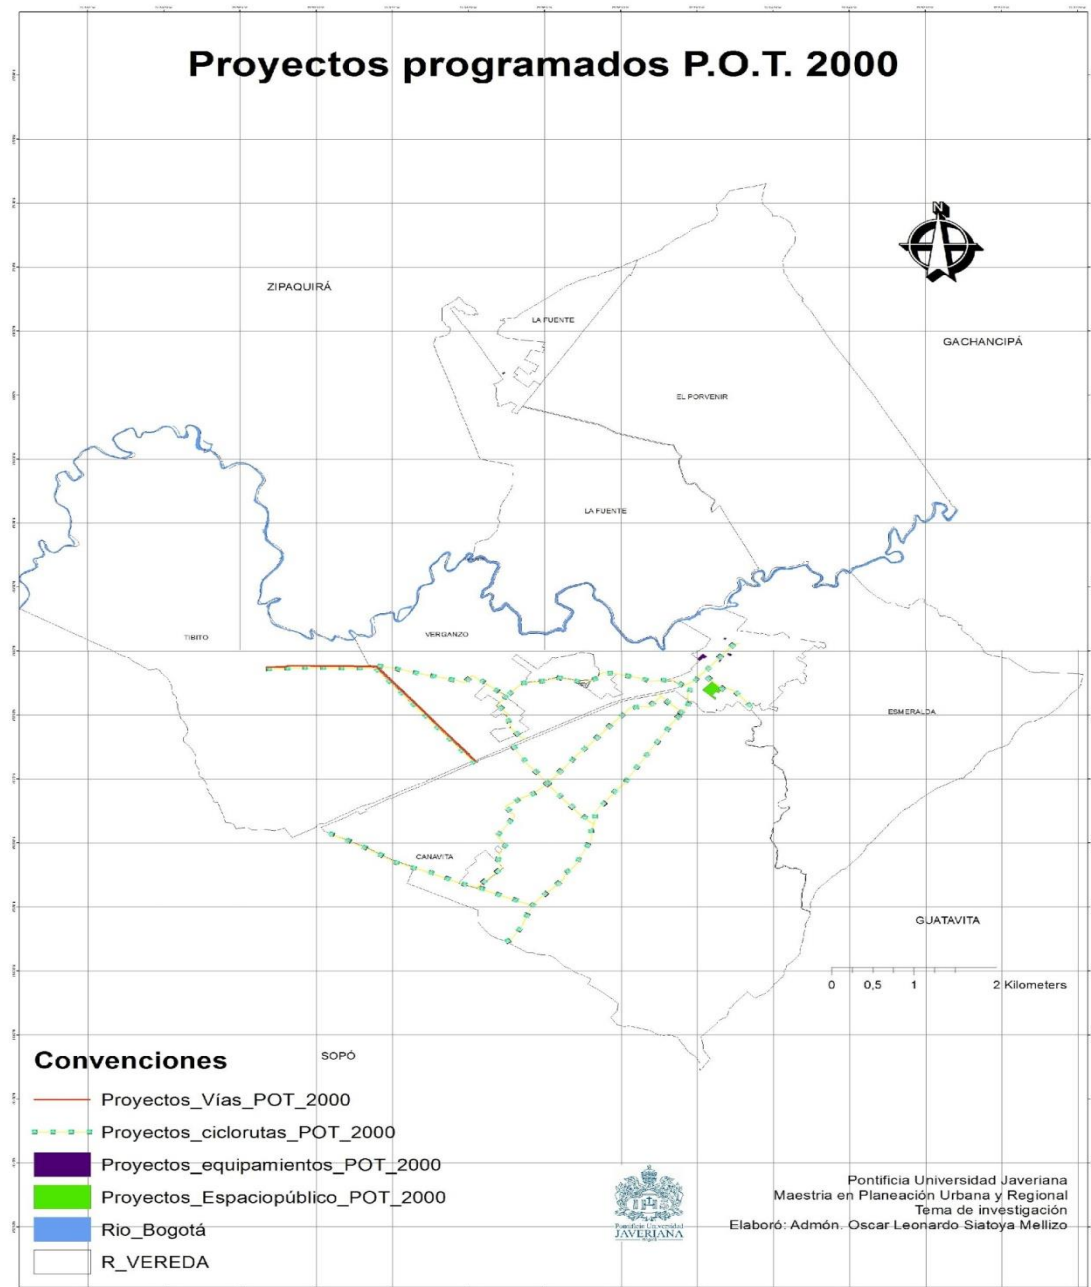 Proyectos programados P.O.T. 2000
N
ZIPAQUIRÁ
LA FUENTE
GACHANCIPÁ
EL PORVENIR
LA FUENTE
TIBITO
VERGANZO
ESMERALDA
CANAVITA
GUATAVITA
0 0,5 1 2 Kilometers
SOPÓ
Convenciones
Proyectos_Vías_POT_2000
Proyectos_ciclorutas_POT_2000
Proyectos_equipamientos_POT_2000
Proyectos_Espaciopúblico_POT_2000
Rio_Bogotá
R_VEREDA
Pontificia Universidad
JAVERIANA
Pontificia Universidad Javeriana
Maestria en Planeación Urbana y Regional
Tema de investigación
Elaboró: Admón. Oscar Leonardo Siatoya Mellizo